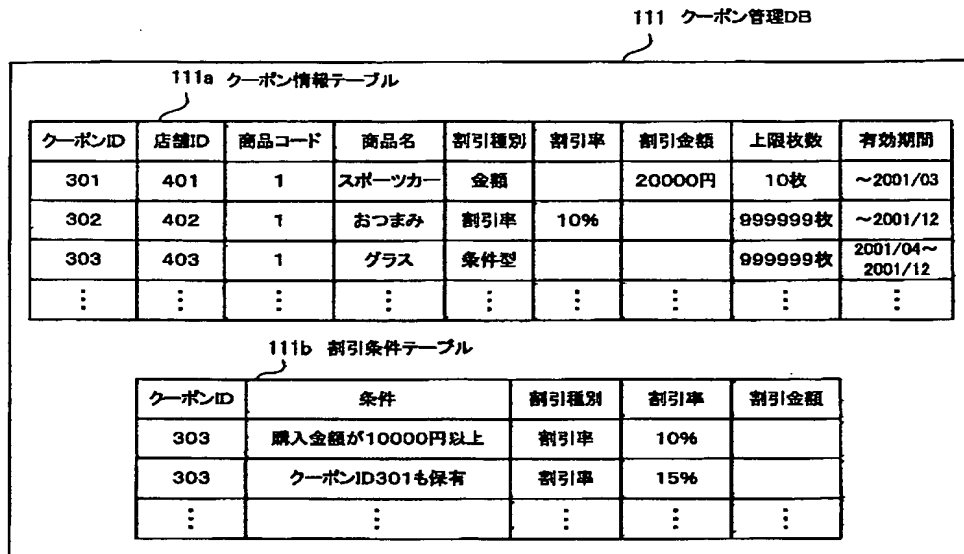 111 クーポン管理DB
111a クーポン情報テーブル
クーポンID 店舗ID 商品コード 商品名 割引種別 割引率 割引金額 上限枚数 有効期間
301 401 1 スポーツカー 金額 20000円 10枚 ～2001/03
302 402 1 おつまみ 割引率 10% 999999枚 ～2001/12
303 403 1 グラス 条件型 999999枚 2001/04～
2001/12
⋮ ⋮ ⋮ ⋮ ⋮ ⋮ ⋮ ⋮ ⋮
111b 割引条件テーブル
クーポンID 条件 割引種別 割引率 割引金額
303 購入金額が10000円以上 割引率 10%
303 クーポンID301も保有 割引率 15%
⋮ ⋮ ⋮ ⋮ ⋮